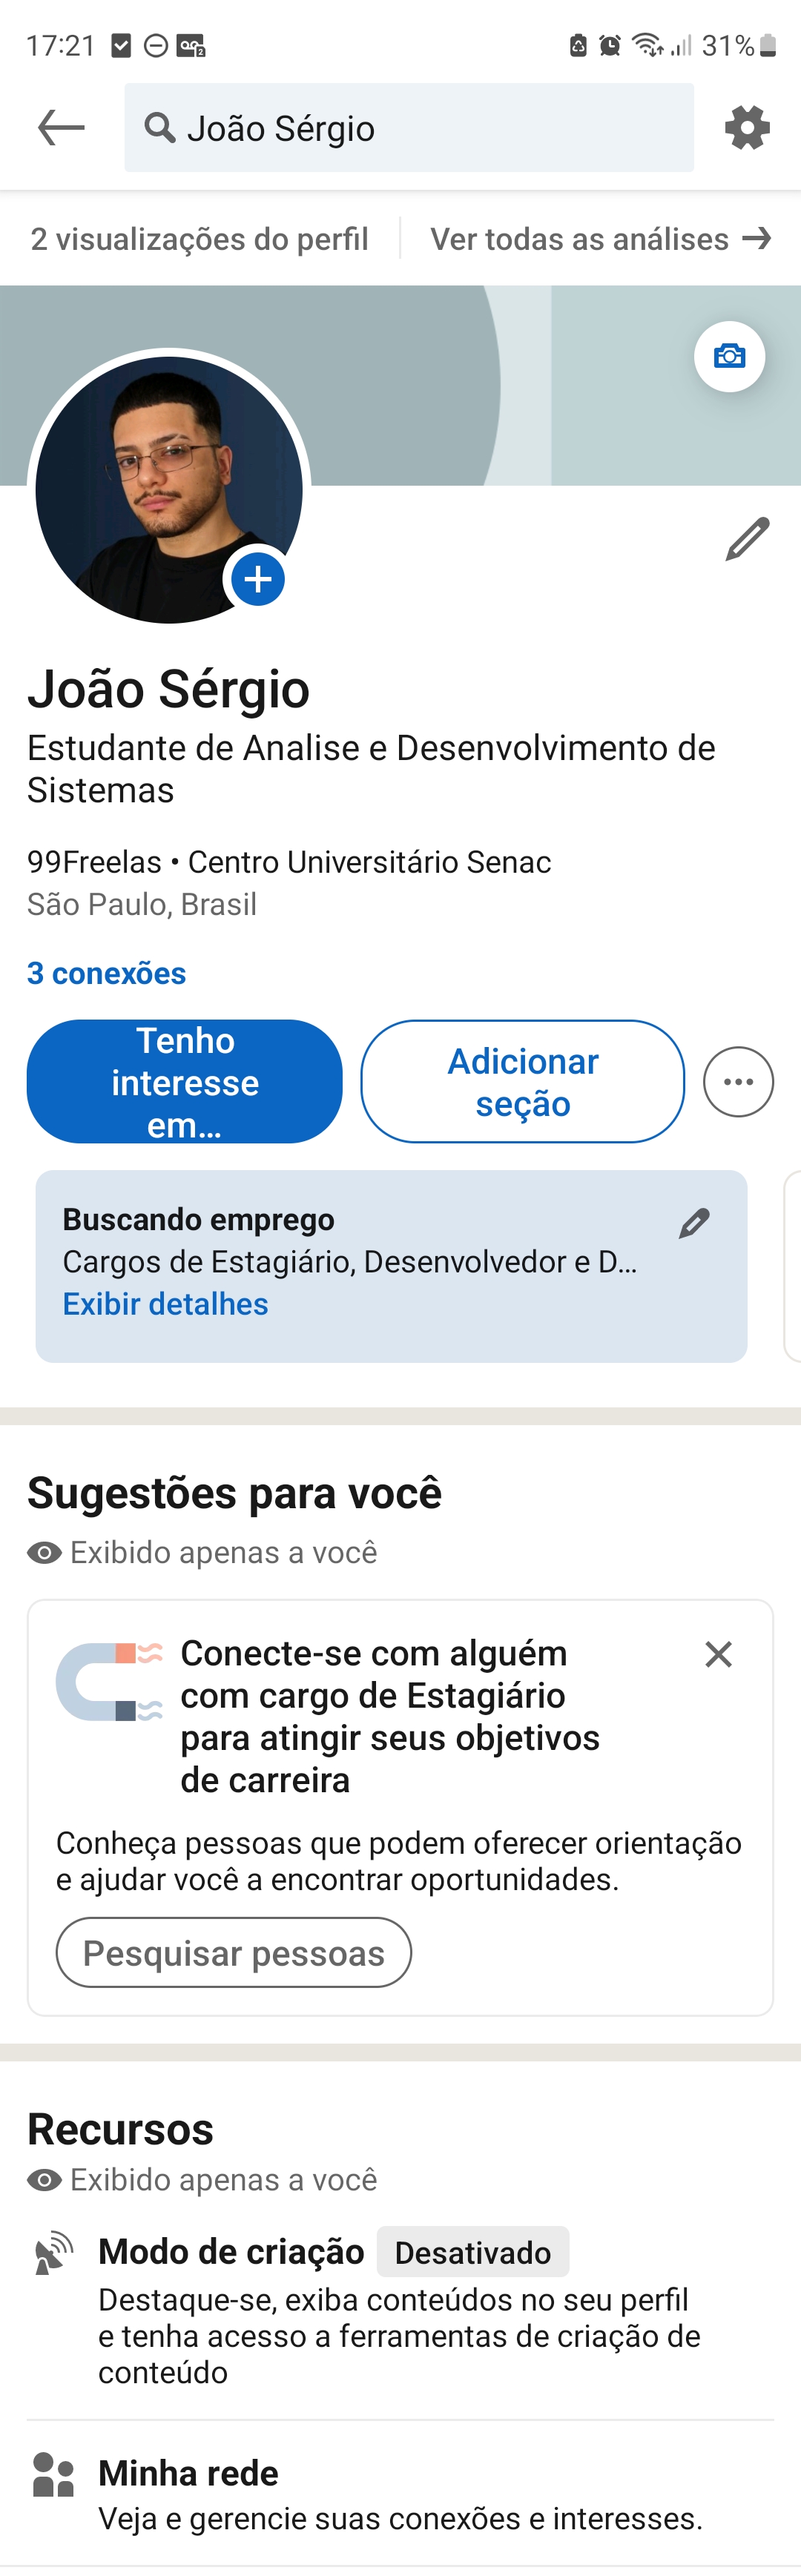 17:21
31%
João Sérgio
2 visualizações do perfil
Ver todas as análises →
João Sérgio
Estudante de Analise e Desenvolvimento de
Sistemas
99Freelas • Centro Universitário Senac
São Paulo, Brasil
3 conexões
Tenho
interesse
em...
Adicionar
seção
Buscando emprego
Cargos de Estagiário, Desenvolvedor e D...
Exibir detalhes
Sugestões para você
Exibido apenas a você
Conecte-se com alguém
com cargo de Estagiário
para atingir seus objetivos
de carreira
Conheça pessoas que podem oferecer orientação
e ajudar você a encontrar oportunidades.
Pesquisar pessoas
Recursos
Exibido apenas a você
Modo de criação Desativado
Destaque-se, exiba conteúdos no seu perfil
e tenha acesso a ferramentas de criação de
conteúdo
Minha rede
Veja e gerencie suas conexões e interesses.